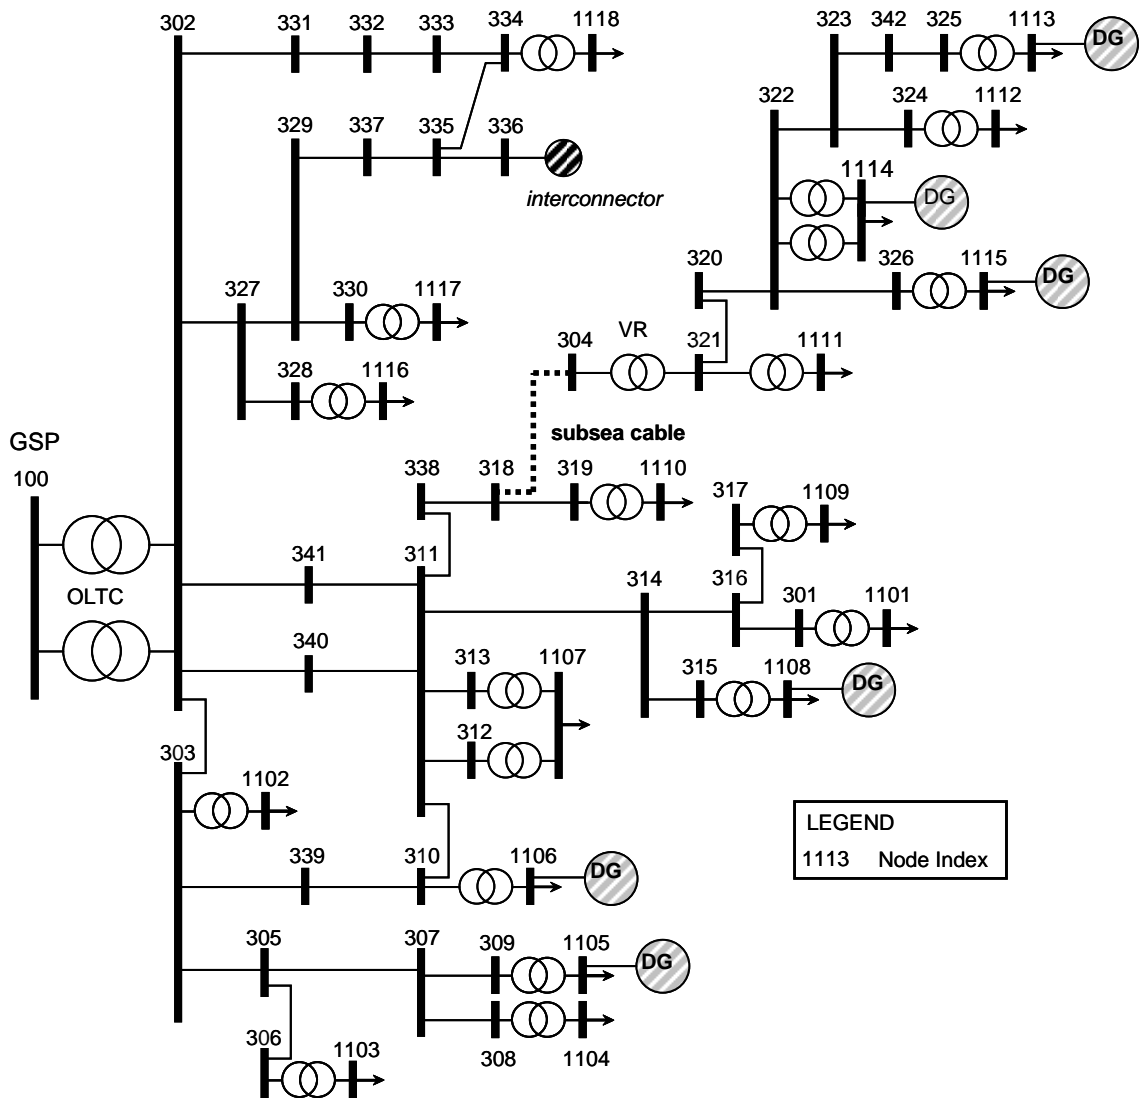 302 331 332 333 334 1118
323 342 325 1113 DG
322 324 1112
329 337 335 336
interconnector
1114 DG
320 326 1115 DG
327 330 1117
304 VR 321 1111
328 1116
subsea cable
GSP
100
338 318 319 1110
317 1109
341 311
314 316 301 1101
OLTC
340
313 1107
315 1108 DG
312
303
1102
LEGEND
1113 Node Index
339 310 1106 DG
305 307 309 1105 DG
306 1103
308 1104